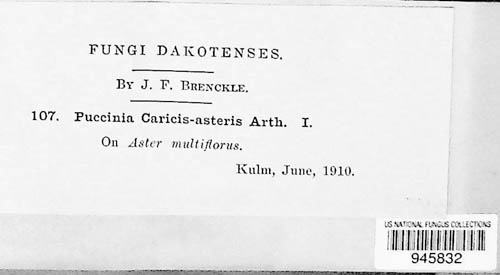 FUNGI DAKOTENSES.
By J. F. Brenckle.
107. Puccinia Caricis-asteris Arth. I.
On Aster multiflorus.
Kulm, June, 1910.
US NATIONAL FUNGUS COLLECTIONS
945832